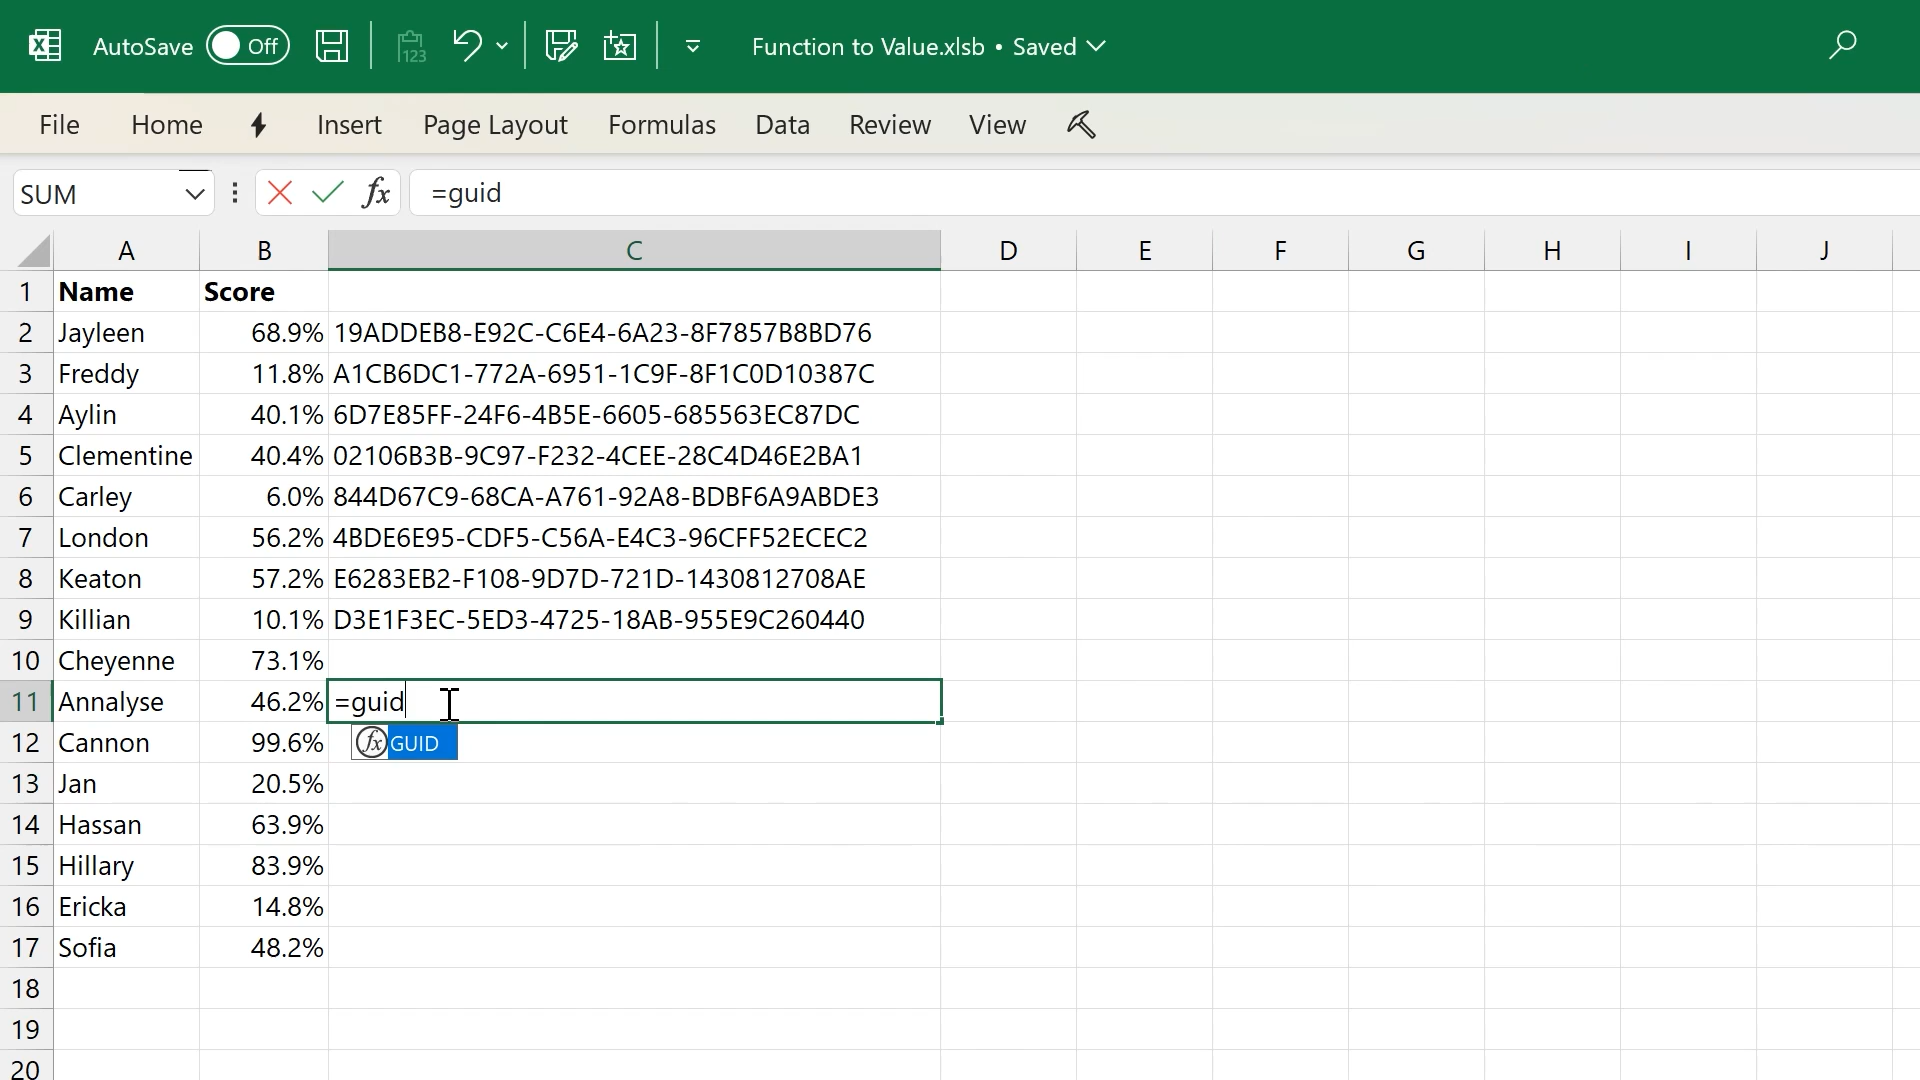 AutoSave Off 123 Function to Value.xlsb • Saved
File Home Insert Page Layout Formulas Data Review View
SUM fx =guid
A B C D E F G H I J
1 Name Score
2 Jayleen 68.9% 19ADDEB8-E92C-C6E4-6A23-8F7857B8BD76
3 Freddy 11.8% A1CB6DC1-772A-6951-1C9F-8F1C0D10387C
4 Aylin 40.1% 6D7E85FF-24F6-4B5E-6605-685563EC87DC
5 Clementine 40.4% 02106B3B-9C97-F232-4CEE-28C4D46E2BA1
6 Carley 6.0% 844D67C9-68CA-A761-92A8-BDBF6A9ABDE3
7 London 56.2% 4BDE6E95-CDF5-C56A-E4C3-96CFF52ECEC2
8 Keaton 57.2% E6283EB2-F108-9D7D-721D-1430812708AE
9 Killian 10.1% D3E1F3EC-5ED3-4725-18AB-955E9C260440
10 Cheyenne 73.1%
11 Annalyse 46.2% =guid
12 Cannon 99.6% fx GUID
13 Jan 20.5%
14 Hassan 63.9%
15 Hillary 83.9%
16 Ericka 14.8%
17 Sofia 48.2%
18
19
20